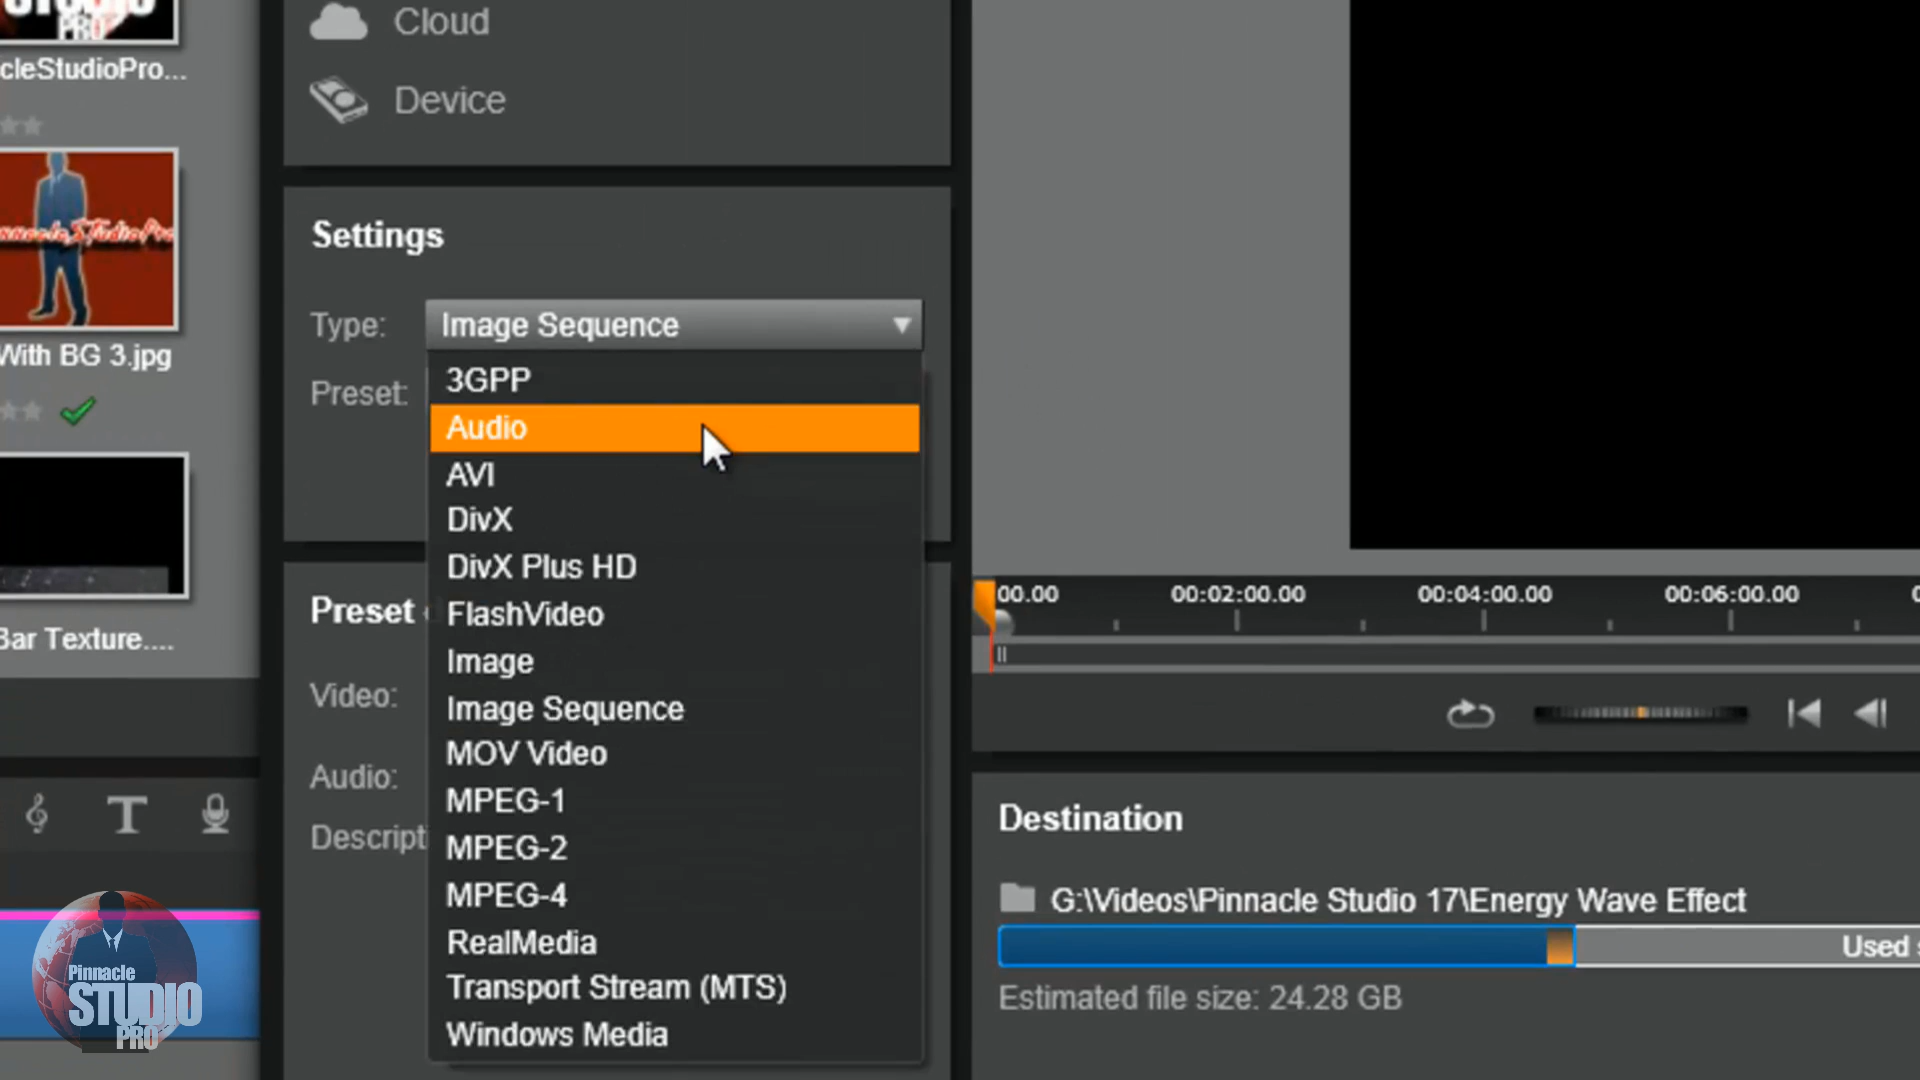 STUDIO
PRO
cleStudioPro...
With BG 3.jpg
Bar Texture....
Cloud
Device
Settings
Type:
Image Sequence
Preset:
3GPP
Audio
AVI
DivX
DivX Plus HD
FlashVideo
Image
Image Sequence
MOV Video
MPEG-1
MPEG-2
MPEG-4
RealMedia
Transport Stream (MTS)
Windows Media
Preset
Video:
Audio:
Descripti
00.00
00:02:00.00
00:04:00.00
00:06:00.00
Destination
G:\Videos\Pinnacle Studio 17\Energy Wave Effect
Used
Estimated file size: 24.28 GB
Pinnacle
STUDIO
PRO